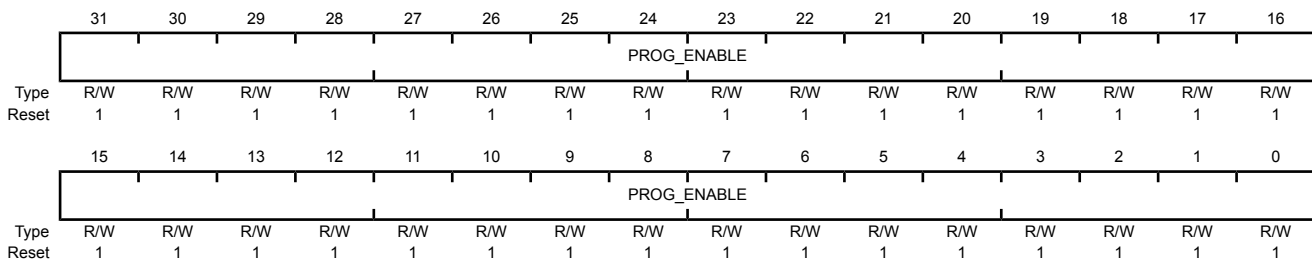 31 30 29 28 27 26 25 24 23 22 21 20 19 18 17 16
PROG_ENABLE
Type R/W R/W R/W R/W R/W R/W R/W R/W R/W R/W R/W R/W R/W R/W R/W R/W
Reset 1 1 1 1 1 1 1 1 1 1 1 1 1 1 1 1
15 14 13 12 11 10 9 8 7 6 5 4 3 2 1 0
PROG_ENABLE
Type R/W R/W R/W R/W R/W R/W R/W R/W R/W R/W R/W R/W R/W R/W R/W R/W
Reset 1 1 1 1 1 1 1 1 1 1 1 1 1 1 1 1